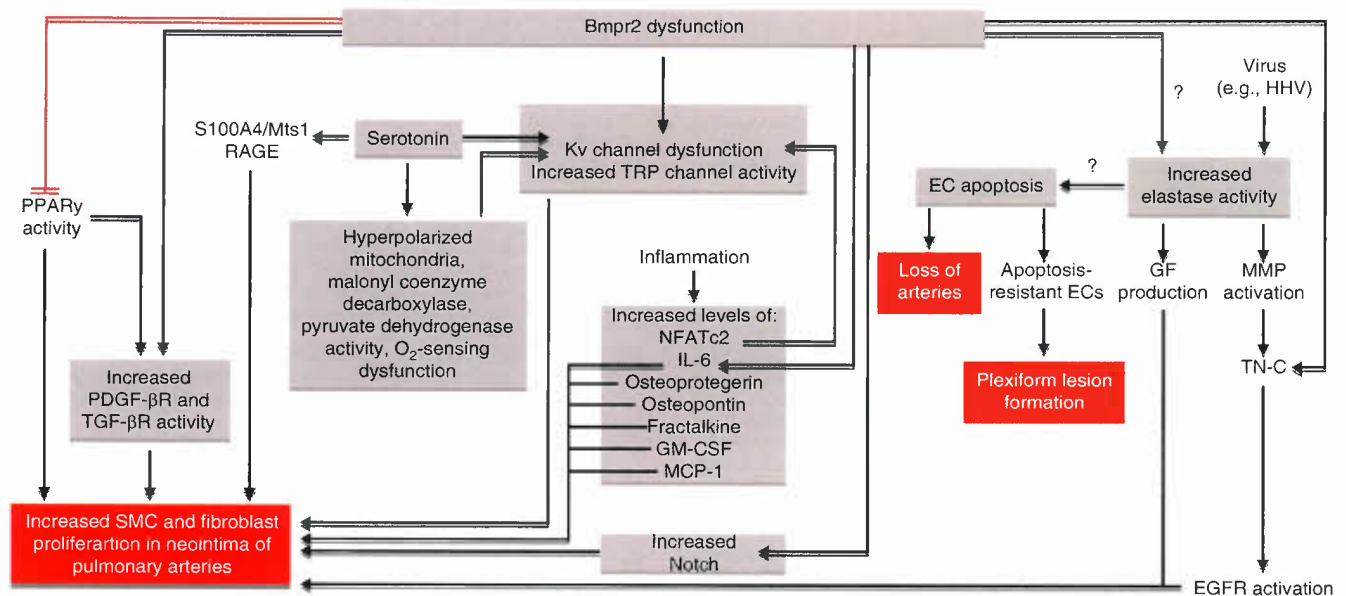 Bmpr2 dysfunction
Virus
(e.g., HHV)
?
S100A4/Mts1
RAGE
Serotonin
Kv channel dysfunction
Increased TRP channel activity
?
EC apoptosis
Increased
elastase activity
PPARγ
activity
Hyperpolarized
mitochondria,
malonyl coenzyme
decarboxylase,
pyruvate dehydrogenase
activity, O2-sensing
dysfunction
Inflammation
Loss of
arteries
Apoptosis-
resistant ECs
GF
production
MMP
activation
Increased levels of:
NFATc2
IL-6
Osteoprotegerin
Osteopontin
Fractalkine
GM-CSF
MCP-1
Increased
PDGF-βR and
TGF-βR activity
Plexiform lesion
formation
TN-C
Increased SMC and fibroblast
proliferartion in neointima of
pulmonary arteries
Increased
Notch
EGFR activation